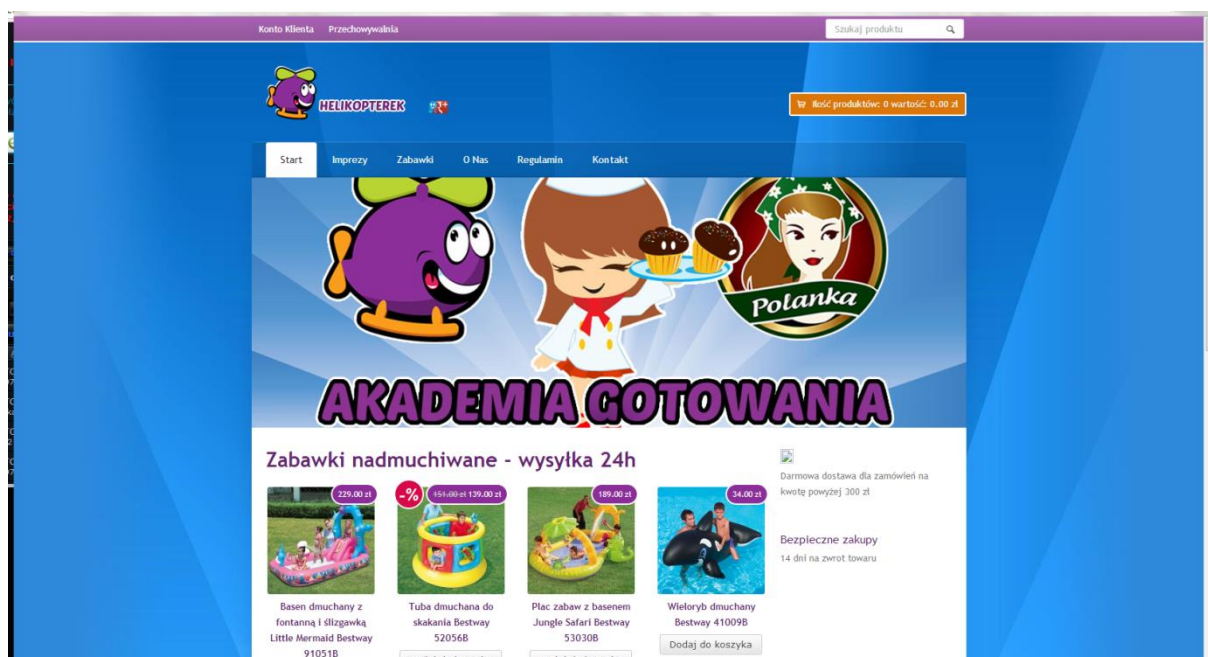 Konto Klienta Przechowywalnia Szukaj produktu
HELIKOPTEREK
Ilość produktów: 0 wartość: 0.00 zł
Start Imprezy Zabawki O Nas Regulamin Kontakt
Polanka
AKADEMIA GOTOWANIA
Zabawki nadmuchiwane - wysyłka 24h
Darmowa dostawa dla zamówień na
kwotę powyżej 300 zł
229.00 zł
-% 151.00 zł 139.00 zł
189.00 zł
34.00 zł
Bezpieczne zakupy
14 dni na zwrot towaru
Basen dmuchany z
fontanną i ślizgawką
Little Mermaid Bestway
91051B
Tuba dmuchana do
skakania Bestway
52056B
Plac zabaw z basenem
Jungle Safari Bestway
53030B
Wieloryb dmuchany
Bestway 41009B
Dodaj do koszyka